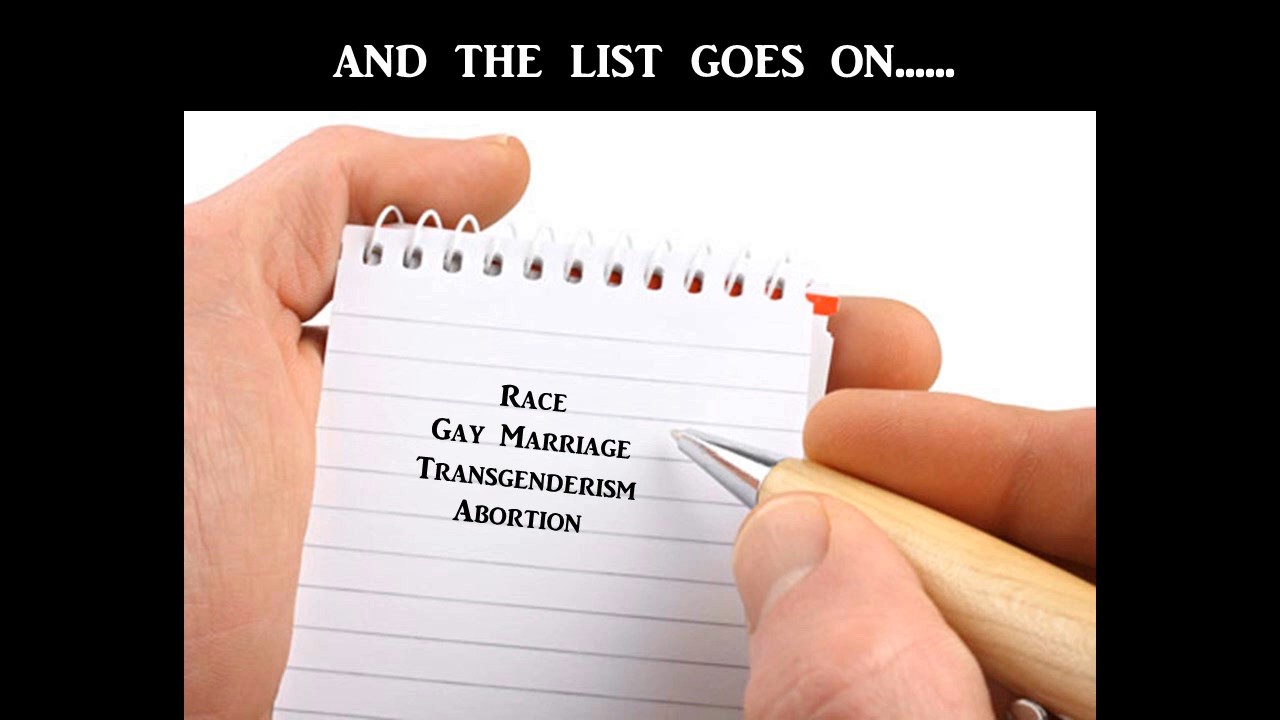 AND THE LIST GOES ON......
RACE
GAY MARRIAGE
TRANSGENDERISM
ABORTION